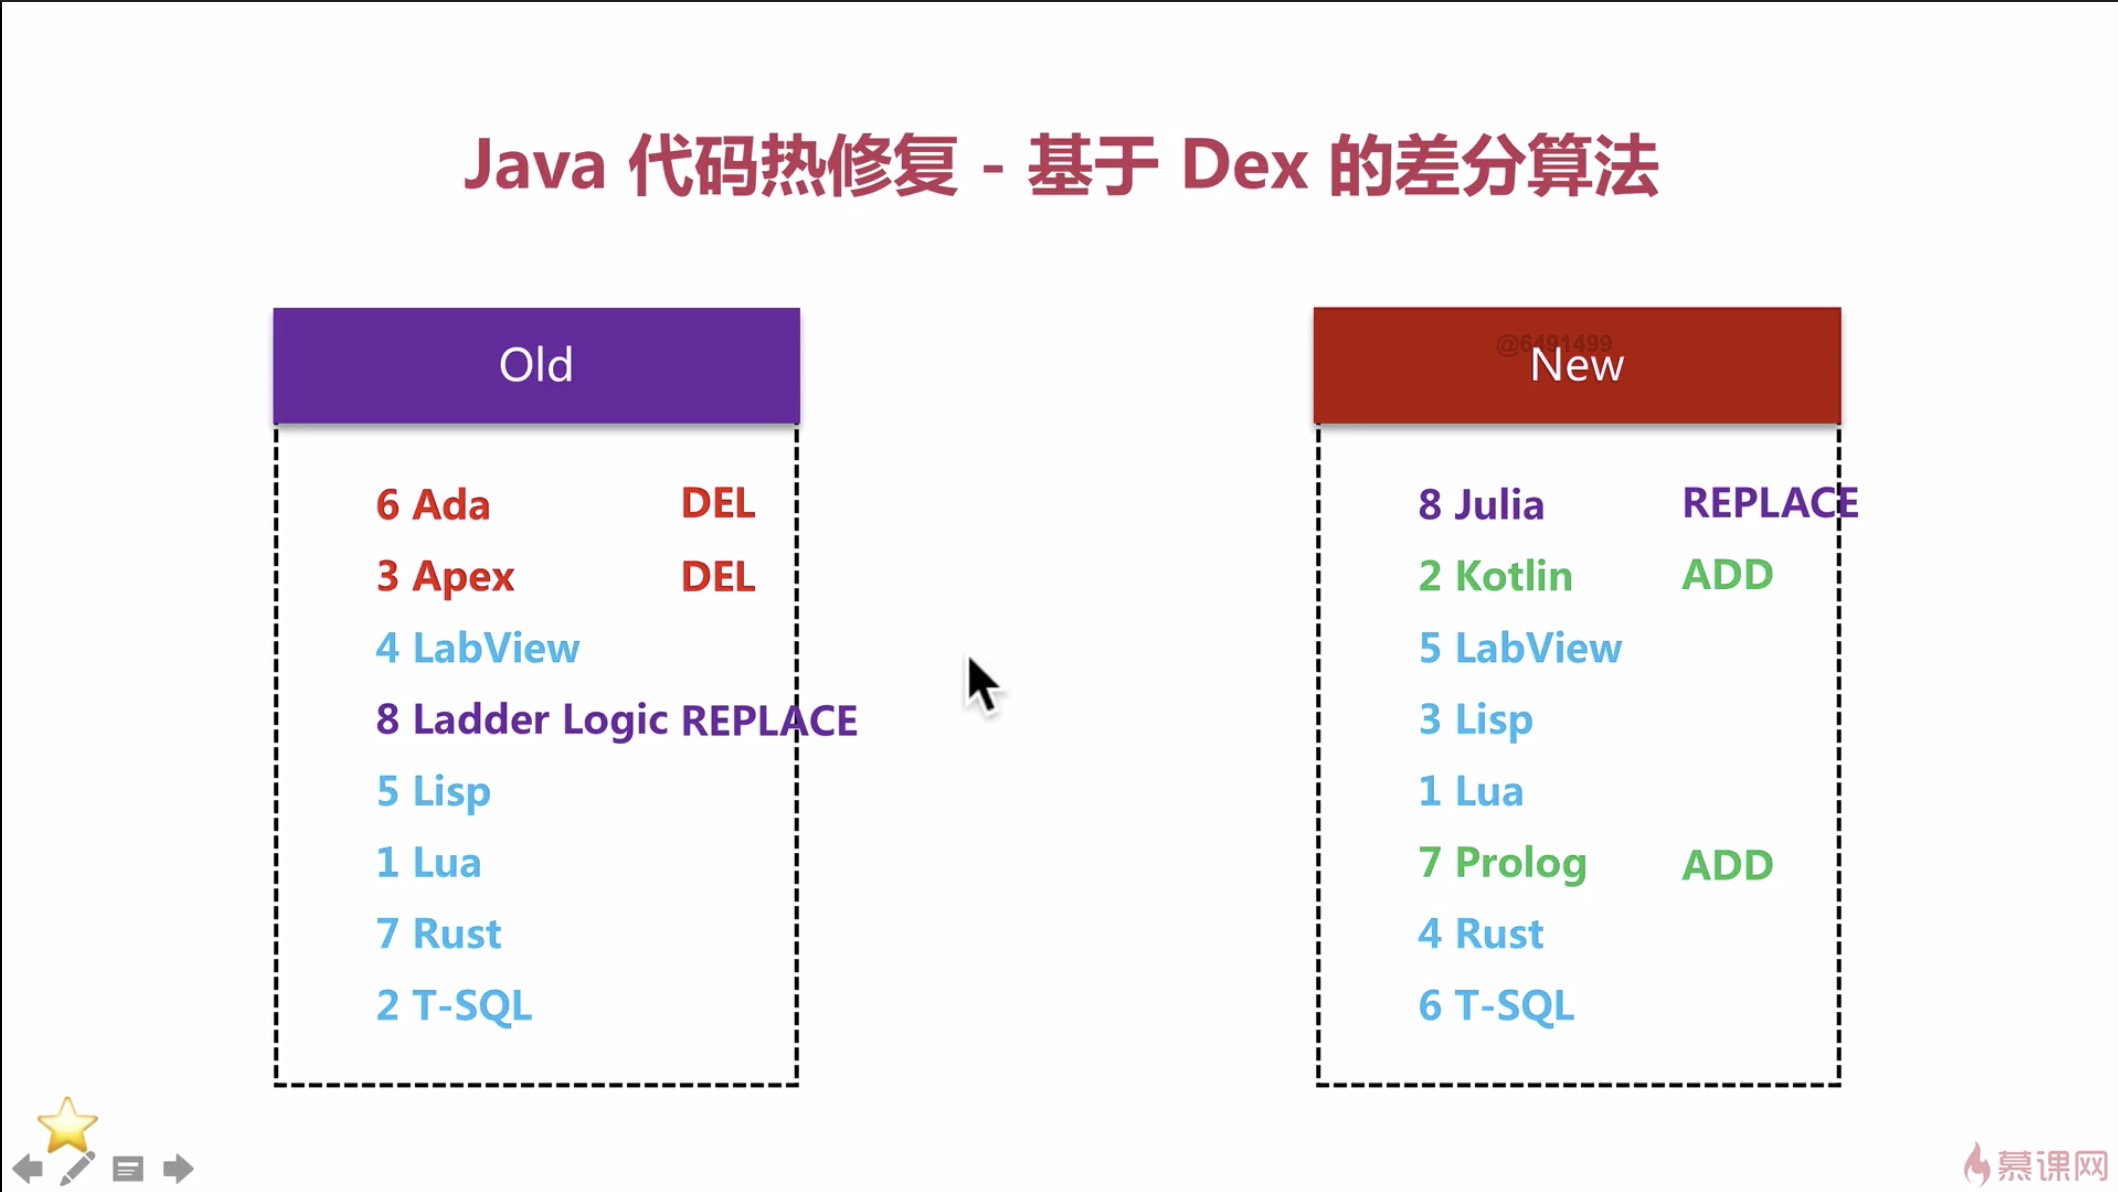 Java 代码热修复 - 基于 Dex 的差分算法
Old
6 Ada DEL
3 Apex DEL
4 LabView
8 Ladder Logic REPLACE
5 Lisp
1 Lua
7 Rust
2 T-SQL
@6491499
New
8 Julia REPLACE
2 Kotlin ADD
5 LabView
3 Lisp
1 Lua
7 Prolog ADD
4 Rust
6 T-SQL
慕课网